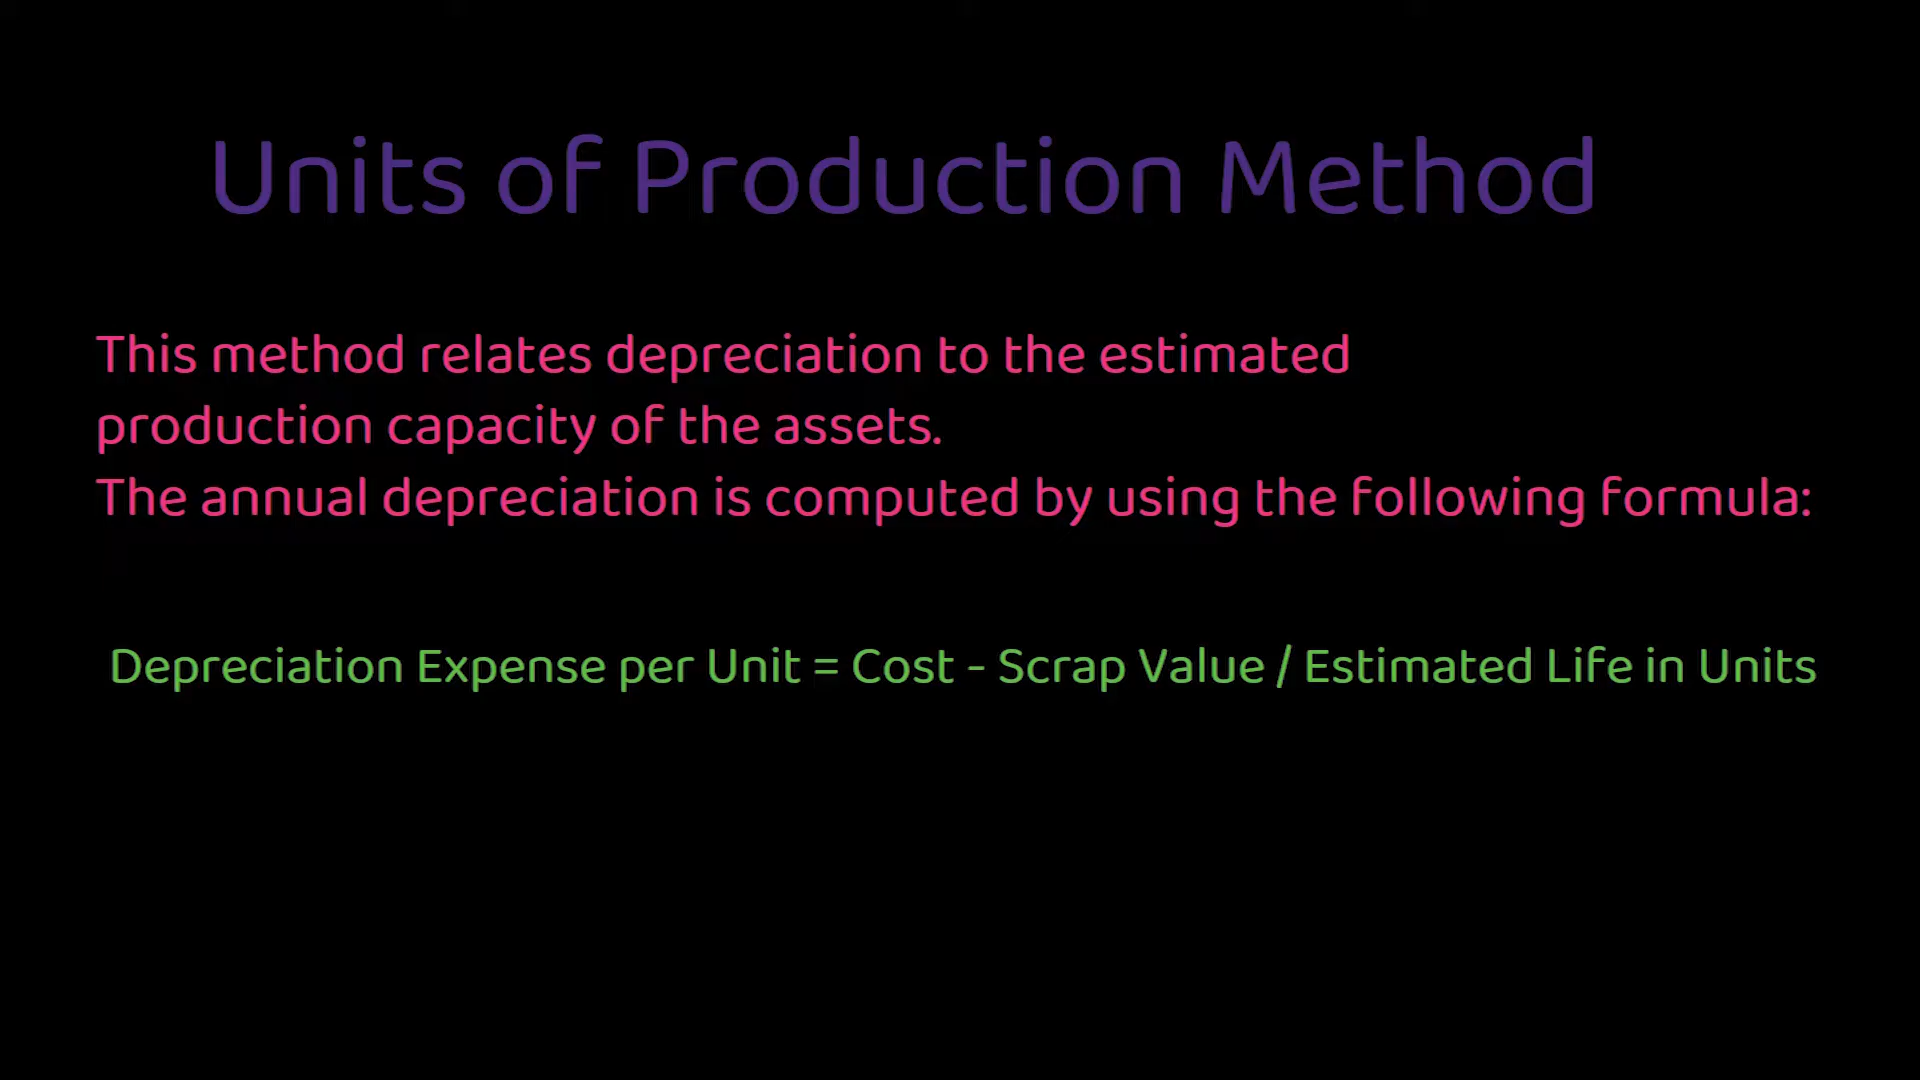 Units of Production Method
This method relates depreciation to the estimated
production capacity of the assets.
The annual depreciation is computed by using the following formula:
Depreciation Expense per Unit = Cost - Scrap Value / Estimated Life in Units